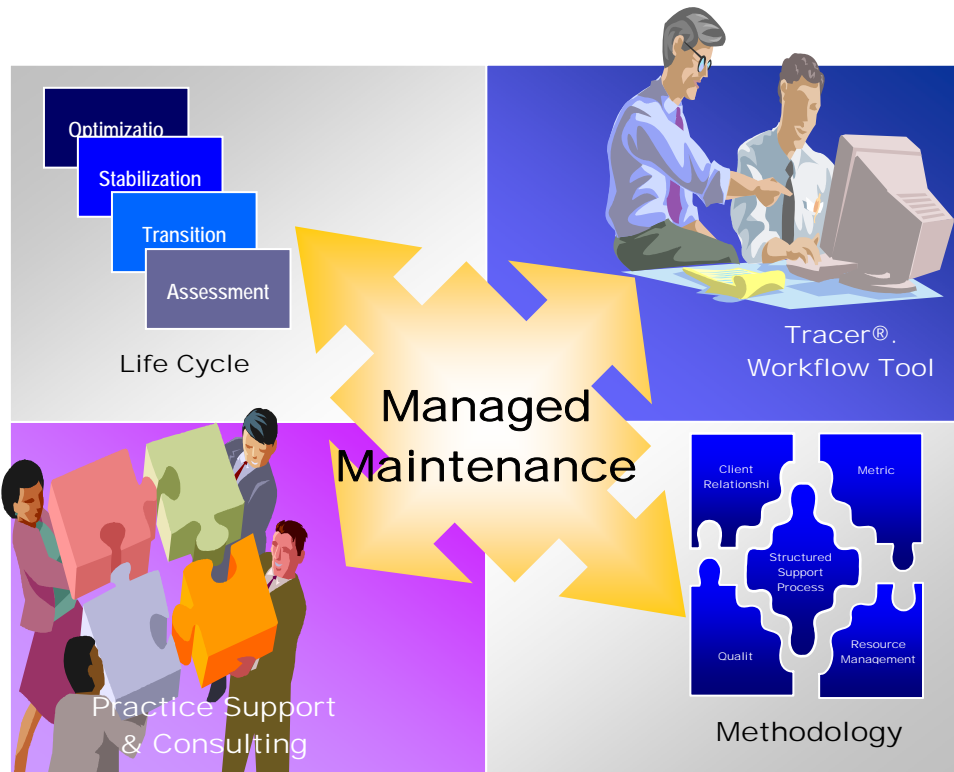 Optimizatio
Stabilization
Transition
Assessment
Life Cycle
Tracer®.
Workflow Tool
Managed
Maintenance
Practice Support
& Consulting
Client
Relationshi
Metric
Structured
Support
Process
Qualit
Resource
Management
Methodology